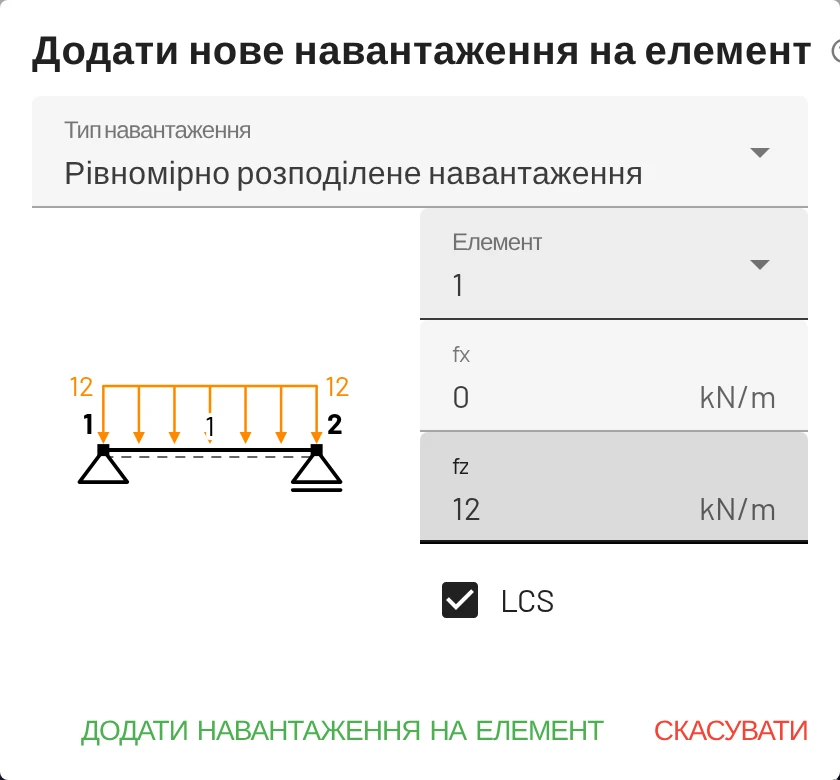 Додати нове навантаження на елемент
Тип навантаження
Рівномірно розподілене навантаження
Елемент
1
fx
0 kN/m
12 12
1 1 2
fz
12 kN/m
LCS
ДОДАТИ НАВАНТАЖЕННЯ НА ЕЛЕМЕНТ СКАСУВАТИ